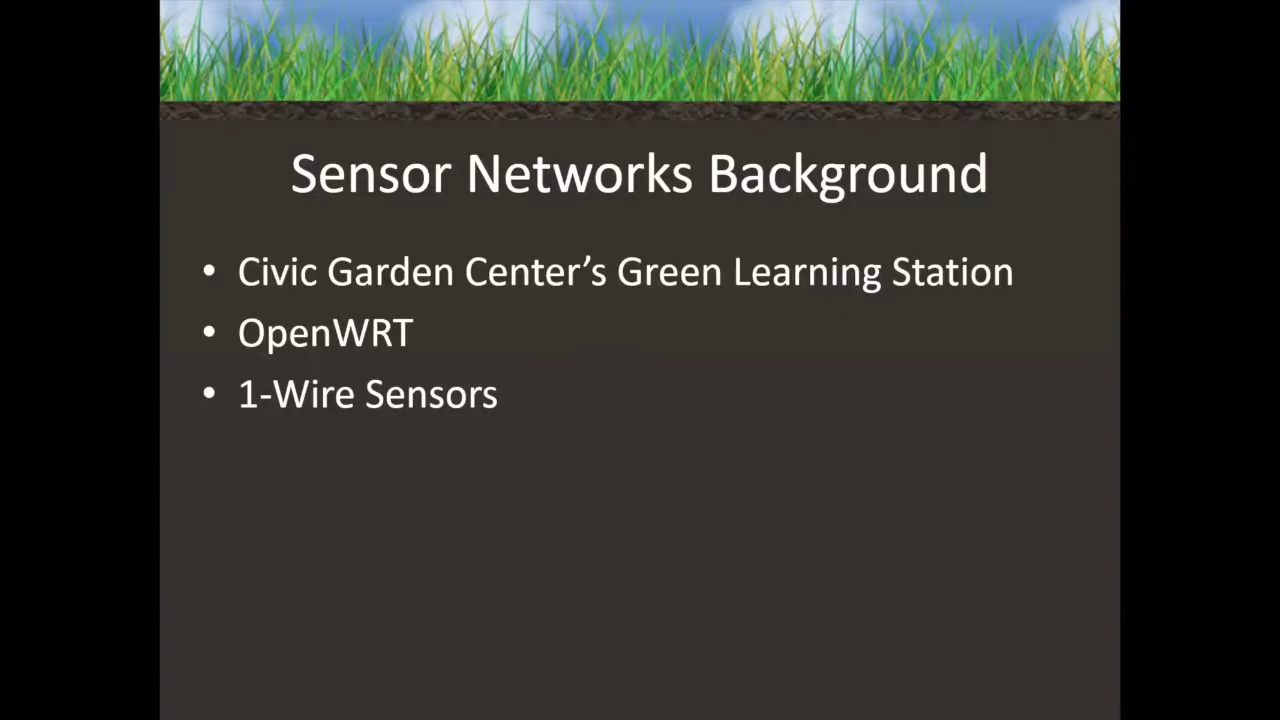 Sensor Networks Background
• Civic Garden Center’s Green Learning Station
• OpenWRT
• 1-Wire Sensors